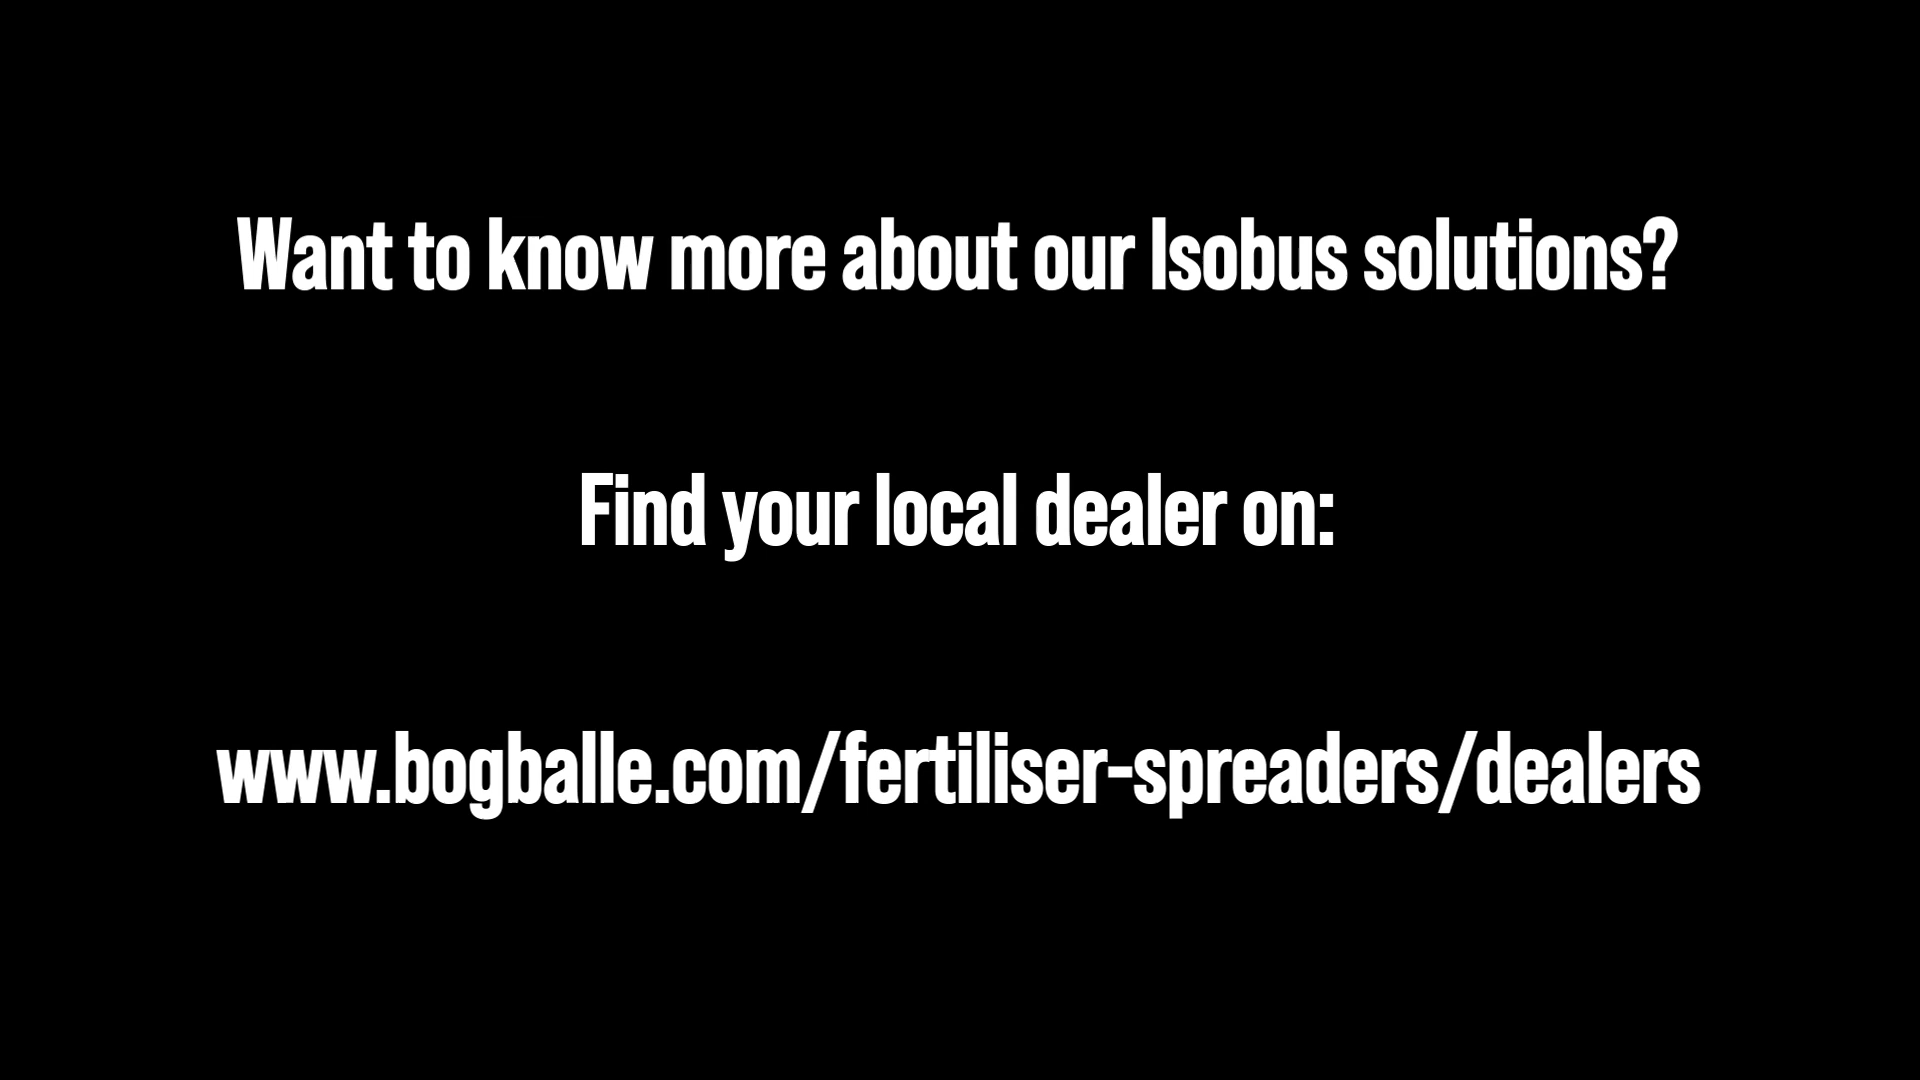 Want to know more about our Isobus solutions?
Find your local dealer on:
www.bogballe.com/fertiliser-spreaders/dealers